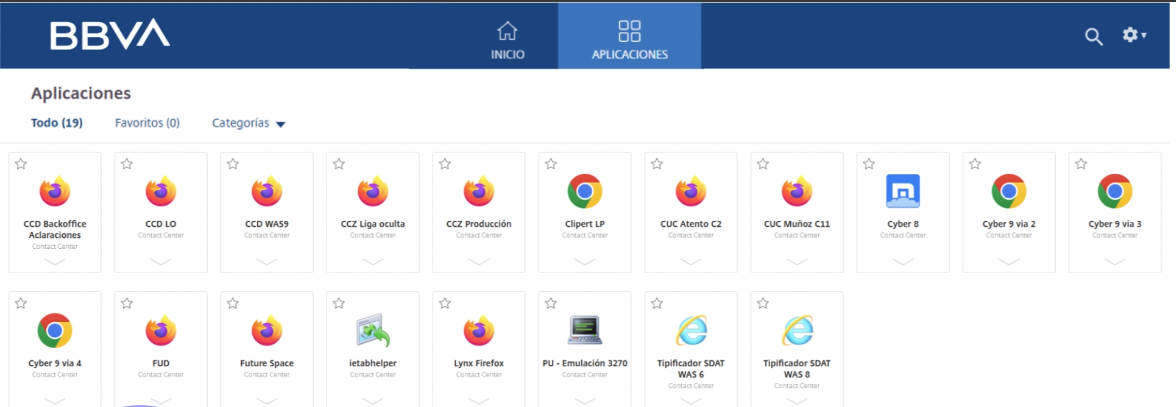 BBVA
INICIO
APLICACIONES
Aplicaciones
Todo (19)
Favoritos (0)
Categorías
CCD Backoffice
Aclaraciones
Contact Center
CCD LO
Contact Center
CCD WAS9
Contact Center
CCZ Liga oculta
Contact Center
CCZ Producción
Contact Center
Clipert LP
Contact Center
CUC Atento C2
Contact Center
CUC Muñoz C11
Contact Center
Cyber 8
Contact Center
Cyber 9 via 2
Contact Center
Cyber 9 via 3
Contact Center
Cyber 9 via 4
Contact Center
FUD
Contact Center
Future Space
Contact Center
ietabhelper
Contact Center
Lynx Firefox
Contact Center
PU - Emulación 3270
Contact Center
Tipificador SDAT
WAS 6
Contact Center
Tipificador SDAT
WAS 8
Contact Center